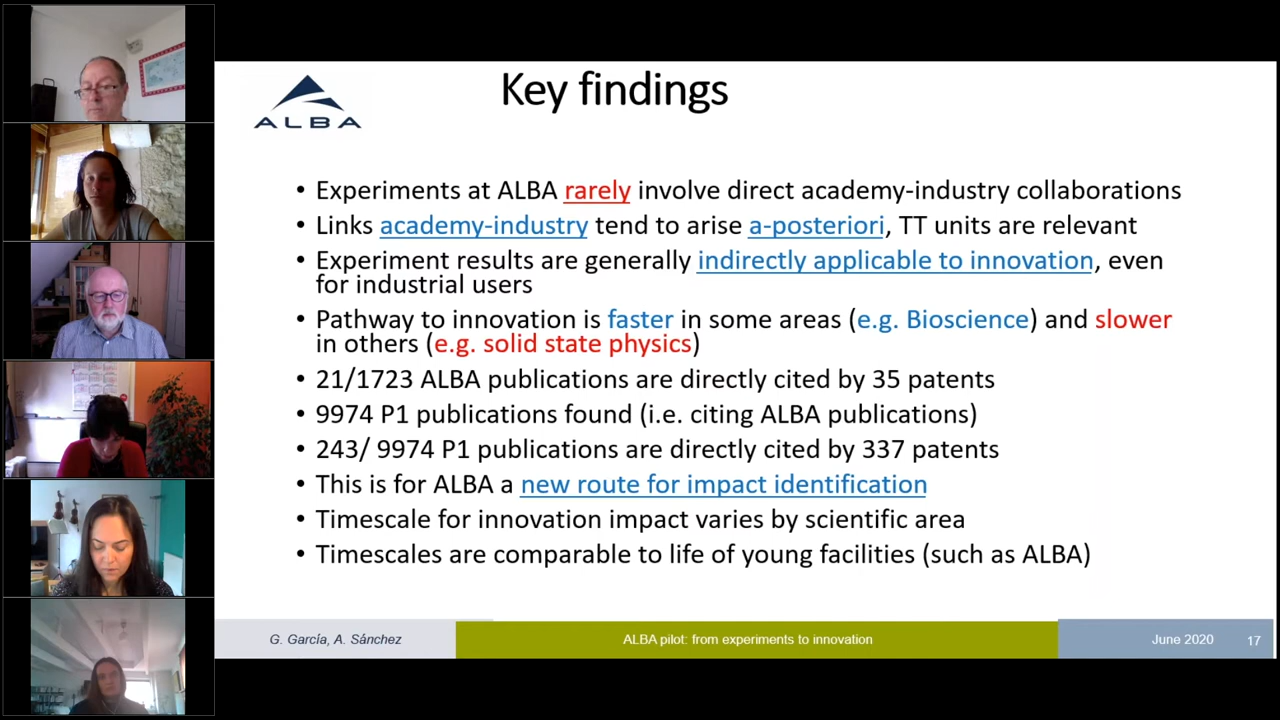 ALBA
Key findings
• Experiments at ALBA rarely involve direct academy-industry collaborations
• Links academy-industry tend to arise a-posteriori, TT units are relevant
• Experiment results are generally indirectly applicable to innovation, even
for industrial users
• Pathway to innovation is faster in some areas (e.g. Bioscience) and slower
in others (e.g. solid state physics)
• 21/1723 ALBA publications are directly cited by 35 patents
• 9974 P1 publications found (i.e. citing ALBA publications)
• 243/ 9974 P1 publications are directly cited by 337 patents
• This is for ALBA a new route for impact identification
• Timescale for innovation impact varies by scientific area
• Timescales are comparable to life of young facilities (such as ALBA)
G. García, A. Sánchez
ALBA pilot: from experiments to innovation
June 2020
17